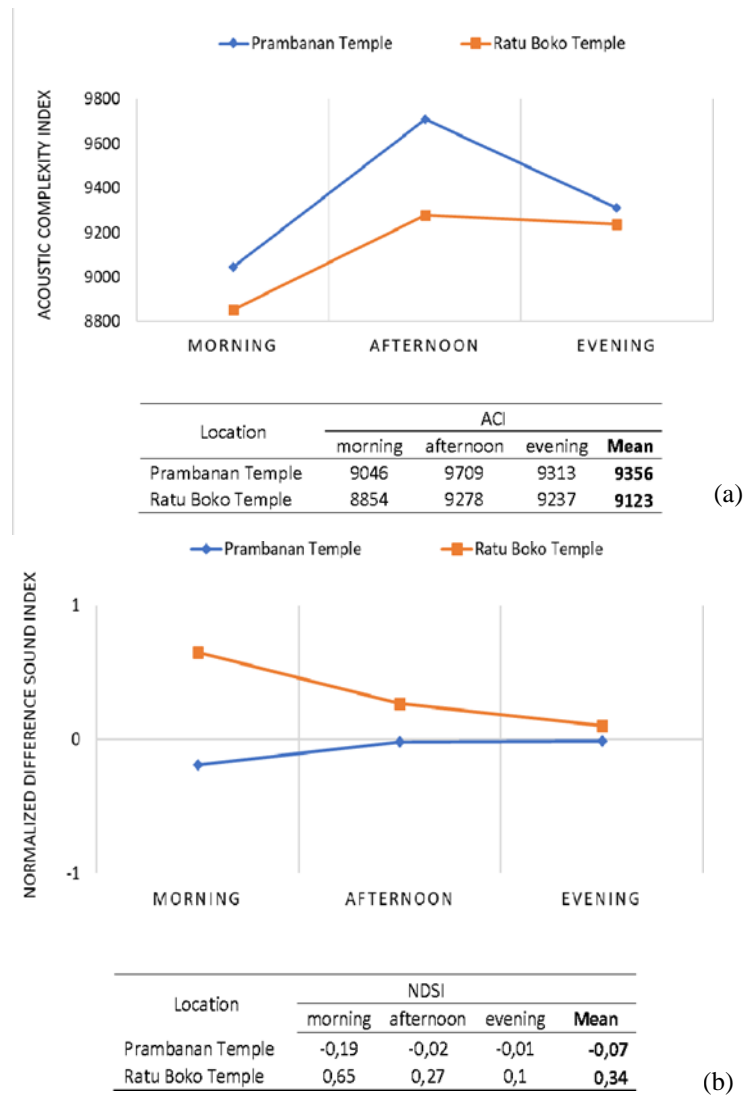 Prambanan Temple Ratu Boko Temple
ACOUSTIC COMPLEXITY INDEX
9800
9600
9400
9200
9000
8800
MORNING AFTERNOON EVENING
Location ACI
morning afternoon evening Mean
Prambanan Temple 9046 9709 9313 9356
Ratu Boko Temple 8854 9278 9237 9123
(a)
Prambanan Temple Ratu Boko Temple
NORMALIZED DIFFERENCE SOUND INDEX
1
0
-1
MORNING AFTERNOON EVENING
Location NDSI
morning afternoon evening Mean
Prambanan Temple -0,19 -0,02 -0,01 -0,07
Ratu Boko Temple 0,65 0,27 0,1 0,34
(b)